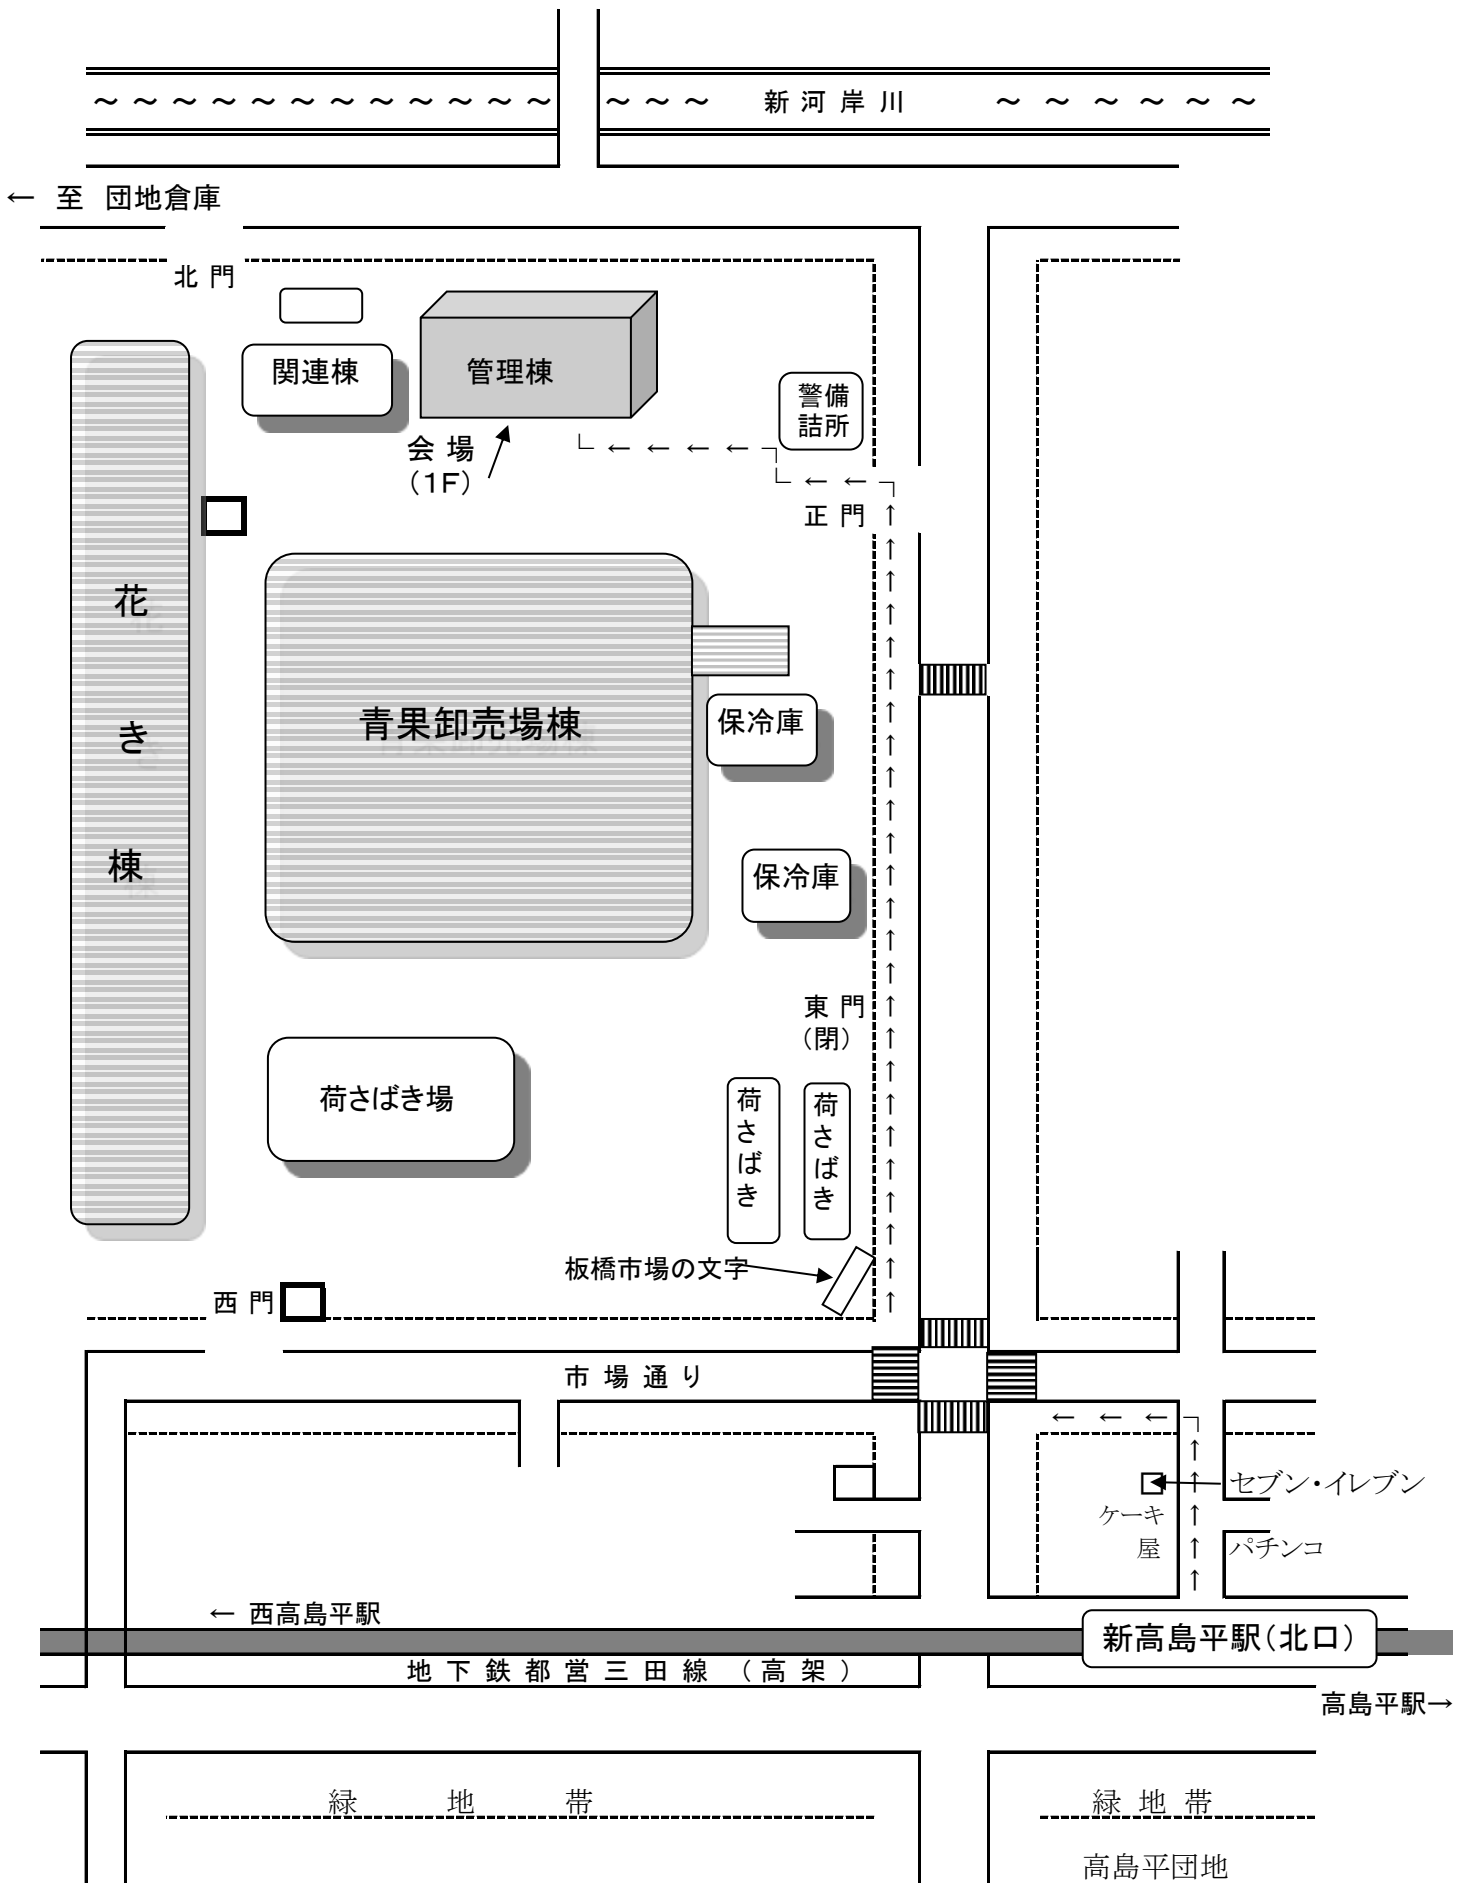 ～～～～～～～～～～～～ ～～～ 新河岸川 ～～～～～～
← 至 団地倉庫
北門
関連棟
管理棟
警備
詰所
会場
（1F）
正門
花き棟
青果卸売場棟
保冷庫
保冷庫
東門
（閉）
荷さばき場
荷さばき
荷さばき
板橋市場の文字
西門
市場通り
セブン・イレブン
ケーキ
屋
パチンコ
← 西高島平駅
新高島平駅（北口）
地下鉄都営三田線（高架）
高島平駅→
緑地帯
緑地帯
高島平団地